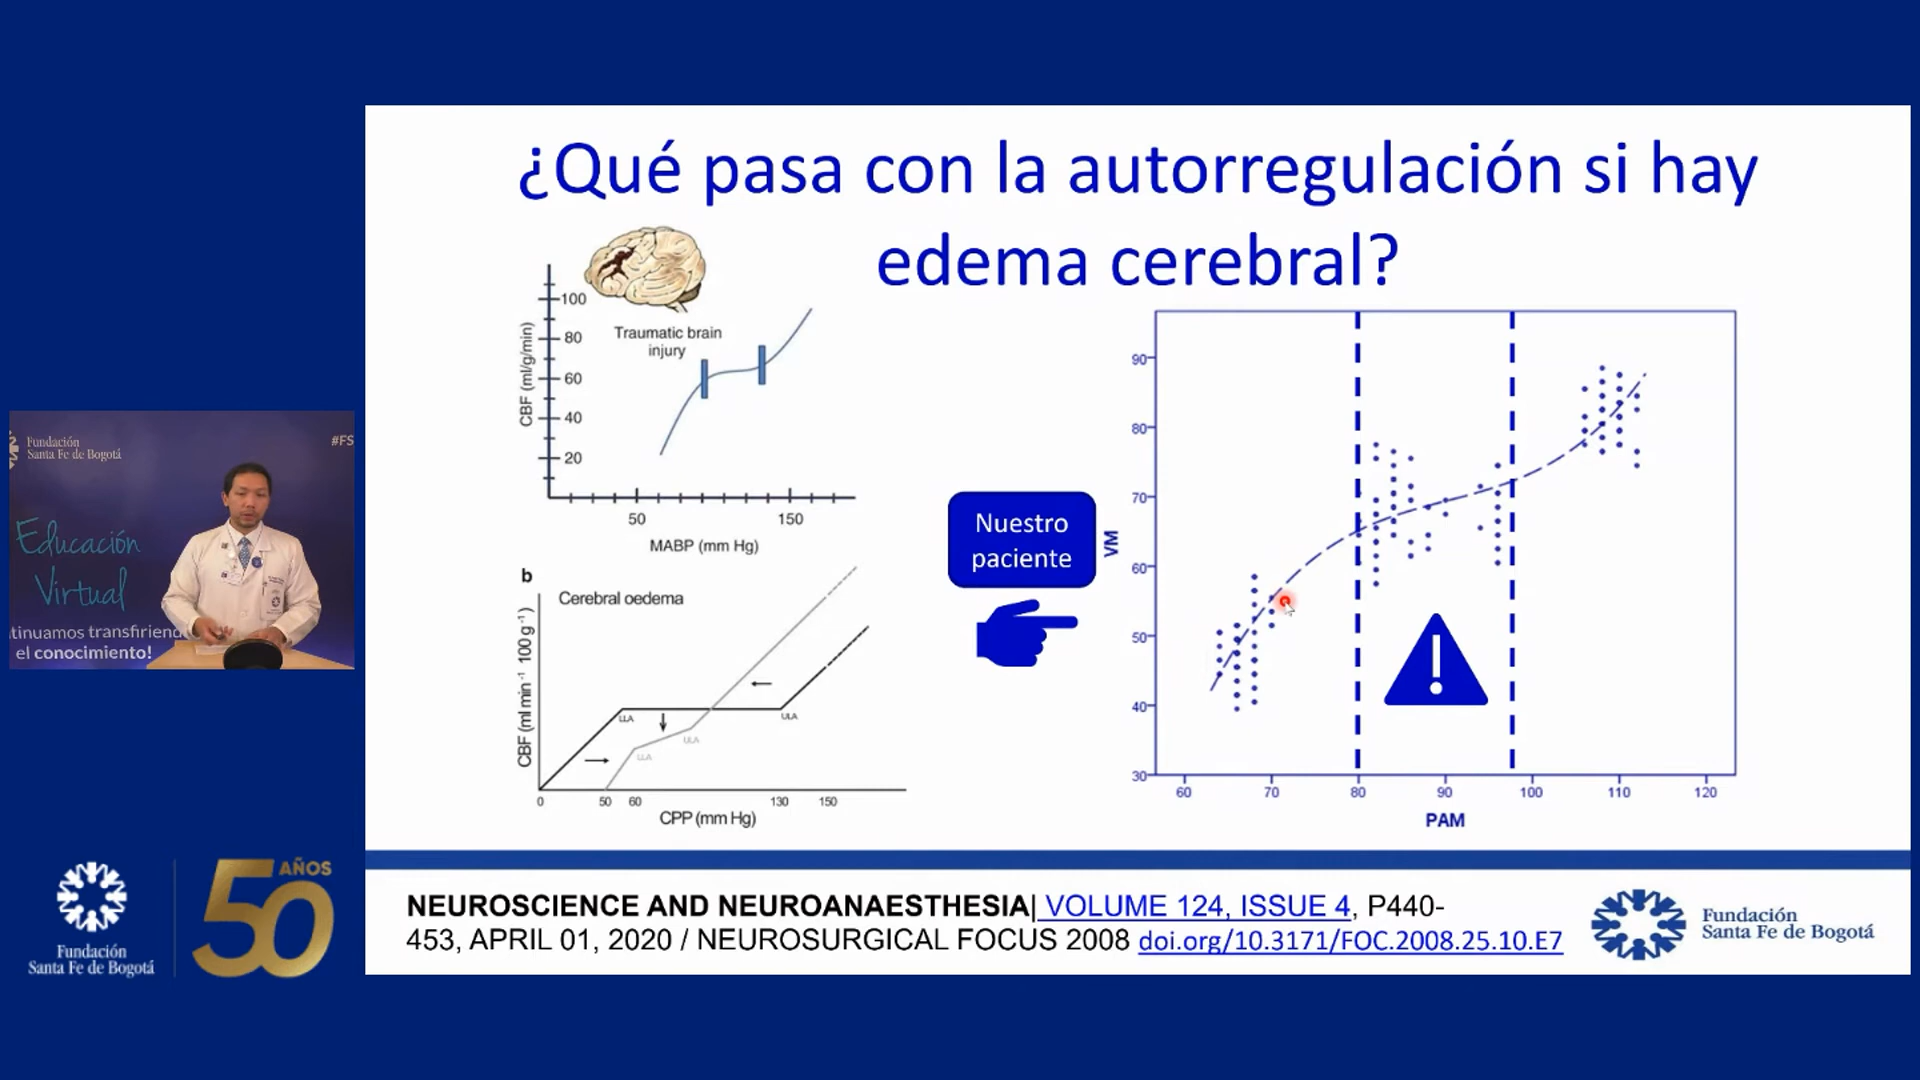 ¿Qué pasa con la autorregulación si hay
edema cerebral?
100
80
60
40
20
CBF (ml/g/min)
Traumatic brain
injury
50 150
MABP (mm Hg)
b
Cerebral oedema
CBF (ml min⁻¹ 100 g⁻¹)
LLA
ULA
LLA
ULA
0 50 60 130 150
CPP (mm Hg)
Nuestro
paciente
90
80
70
60
50
40
30
VM
60 70 80 90 100 110 120
PAM
NEUROSCIENCE AND NEUROANAESTHESIA| VOLUME 124, ISSUE 4, P440-
453, APRIL 01, 2020 / NEUROSURGICAL FOCUS 2008 doi.org/10.3171/FOC.2008.25.10.E7
Fundación
Santa Fe de Bogotá
Fundación
Santa Fe de Bogotá
#FS
Educación
Virtual
tinuamos transfiriend
el conocimiento!
Fundación
Santa Fe de Bogotá
50 AÑOS